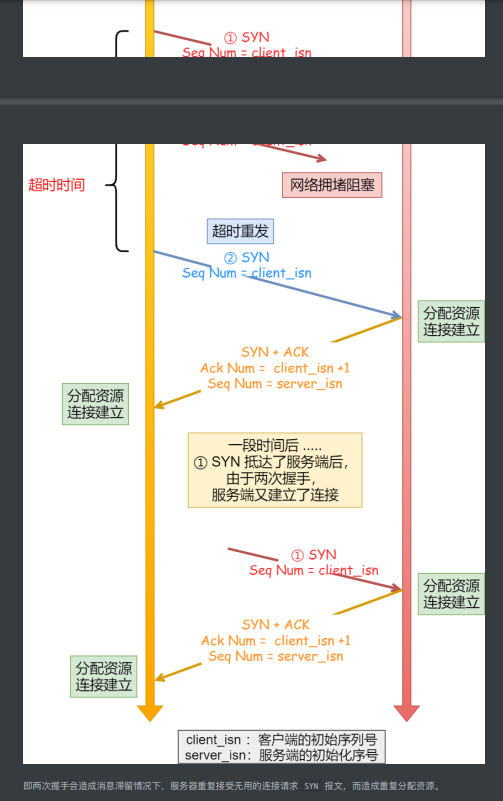 ① SYN
Seq Num = client_isn
Seq Num = client_isn
超时时间
网络拥堵阻塞
超时重发
② SYN
Seq Num = client_isn
分配资源
连接建立
SYN + ACK
Ack Num = client_isn +1
Seq Num = server_isn
分配资源
连接建立
一段时间后 .....
① SYN 抵达了服务端后，
由于两次握手，
服务端又建立了连接
① SYN
Seq Num = client_isn
分配资源
连接建立
SYN + ACK
Ack Num = client_isn +1
Seq Num = server_isn
分配资源
连接建立
client_isn ：客户端的初始序列号
server_isn：服务端的初始化序号
即两次握手会造成消息滞留情况下，服务器重复接受无用的连接请求 SYN 报文，而造成重复分配资源。